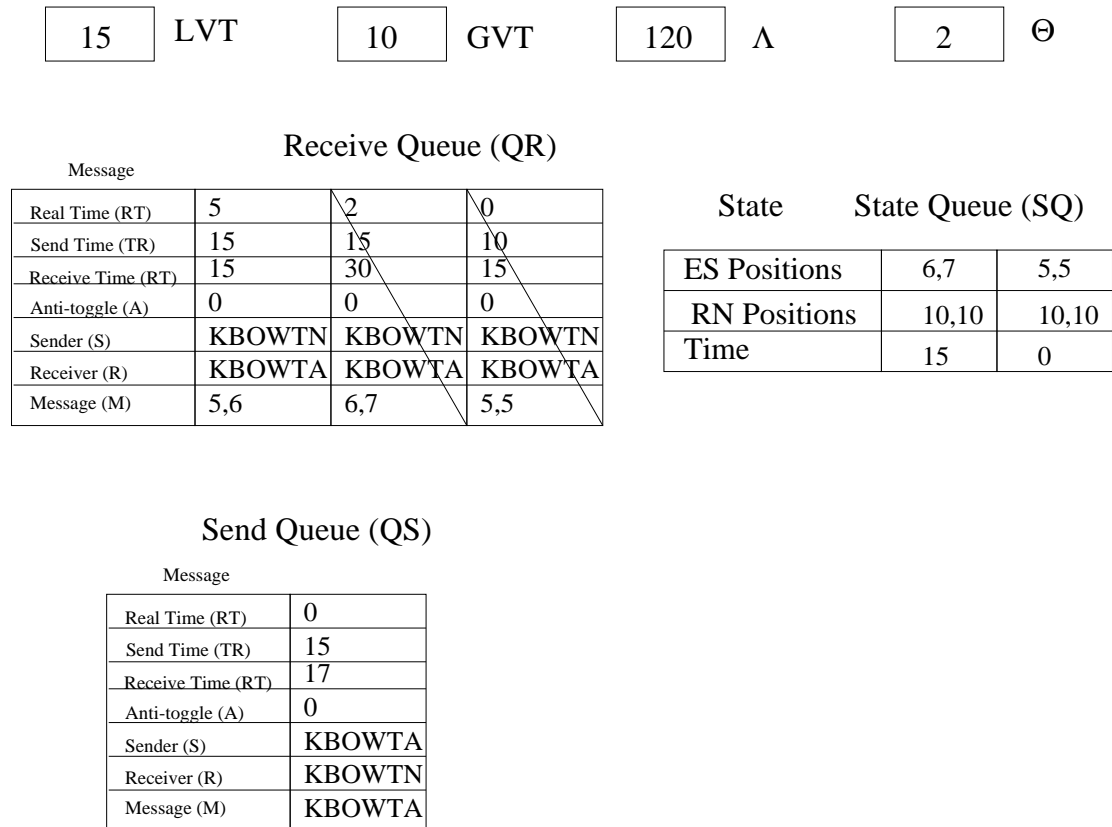 15 LVT 10 GVT 120 Λ 2 Θ
Receive Queue (QR)
Message
Real Time (RT) 5 2 0
Send Time (TR) 15 15 10
Receive Time (RT) 15 30 15
Anti-toggle (A) 0 0 0
Sender (S) KBOWTN KBOWTN KBOWTN
Receiver (R) KBOWTA KBOWTA KBOWTA
Message (M) 5,6 6,7 5,5
State State Queue (SQ)
ES Positions 6,7 5,5
RN Positions 10,10 10,10
Time 15 0
Send Queue (QS)
Message
Real Time (RT) 0
Send Time (TR) 15
Receive Time (RT) 17
Anti-toggle (A) 0
Sender (S) KBOWTA
Receiver (R) KBOWTN
Message (M) KBOWTA